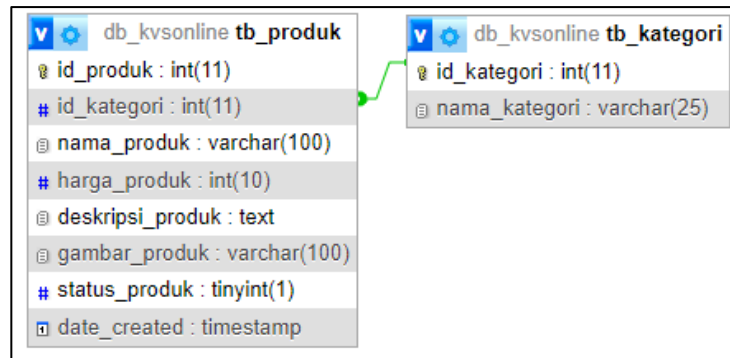 db_kvsonline tb_produk
id_produk : int(11)
id_kategori : int(11)
nama_produk : varchar(100)
harga_produk : int(10)
deskripsi_produk : text
gambar_produk : varchar(100)
status_produk : tinyint(1)
date_created : timestamp
db_kvsonline tb_kategori
id_kategori : int(11)
nama_kategori : varchar(25)